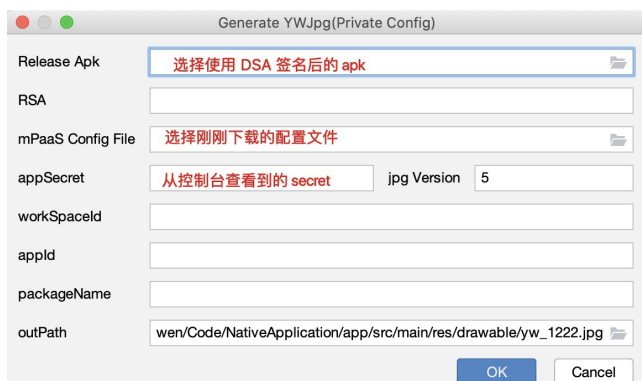 Generate YWJpg(Private Config)
Release Apk 选择使用 DSA 签名后的 apk
RSA
mPaaS Config File 选择刚刚下载的配置文件
appSecret 从控制台查看到的 secret jpg Version 5
workSpaceId
appId
packageName
outPath wen/Code/NativeApplication/app/src/main/res/drawable/yw_1222.jpg
OK Cancel